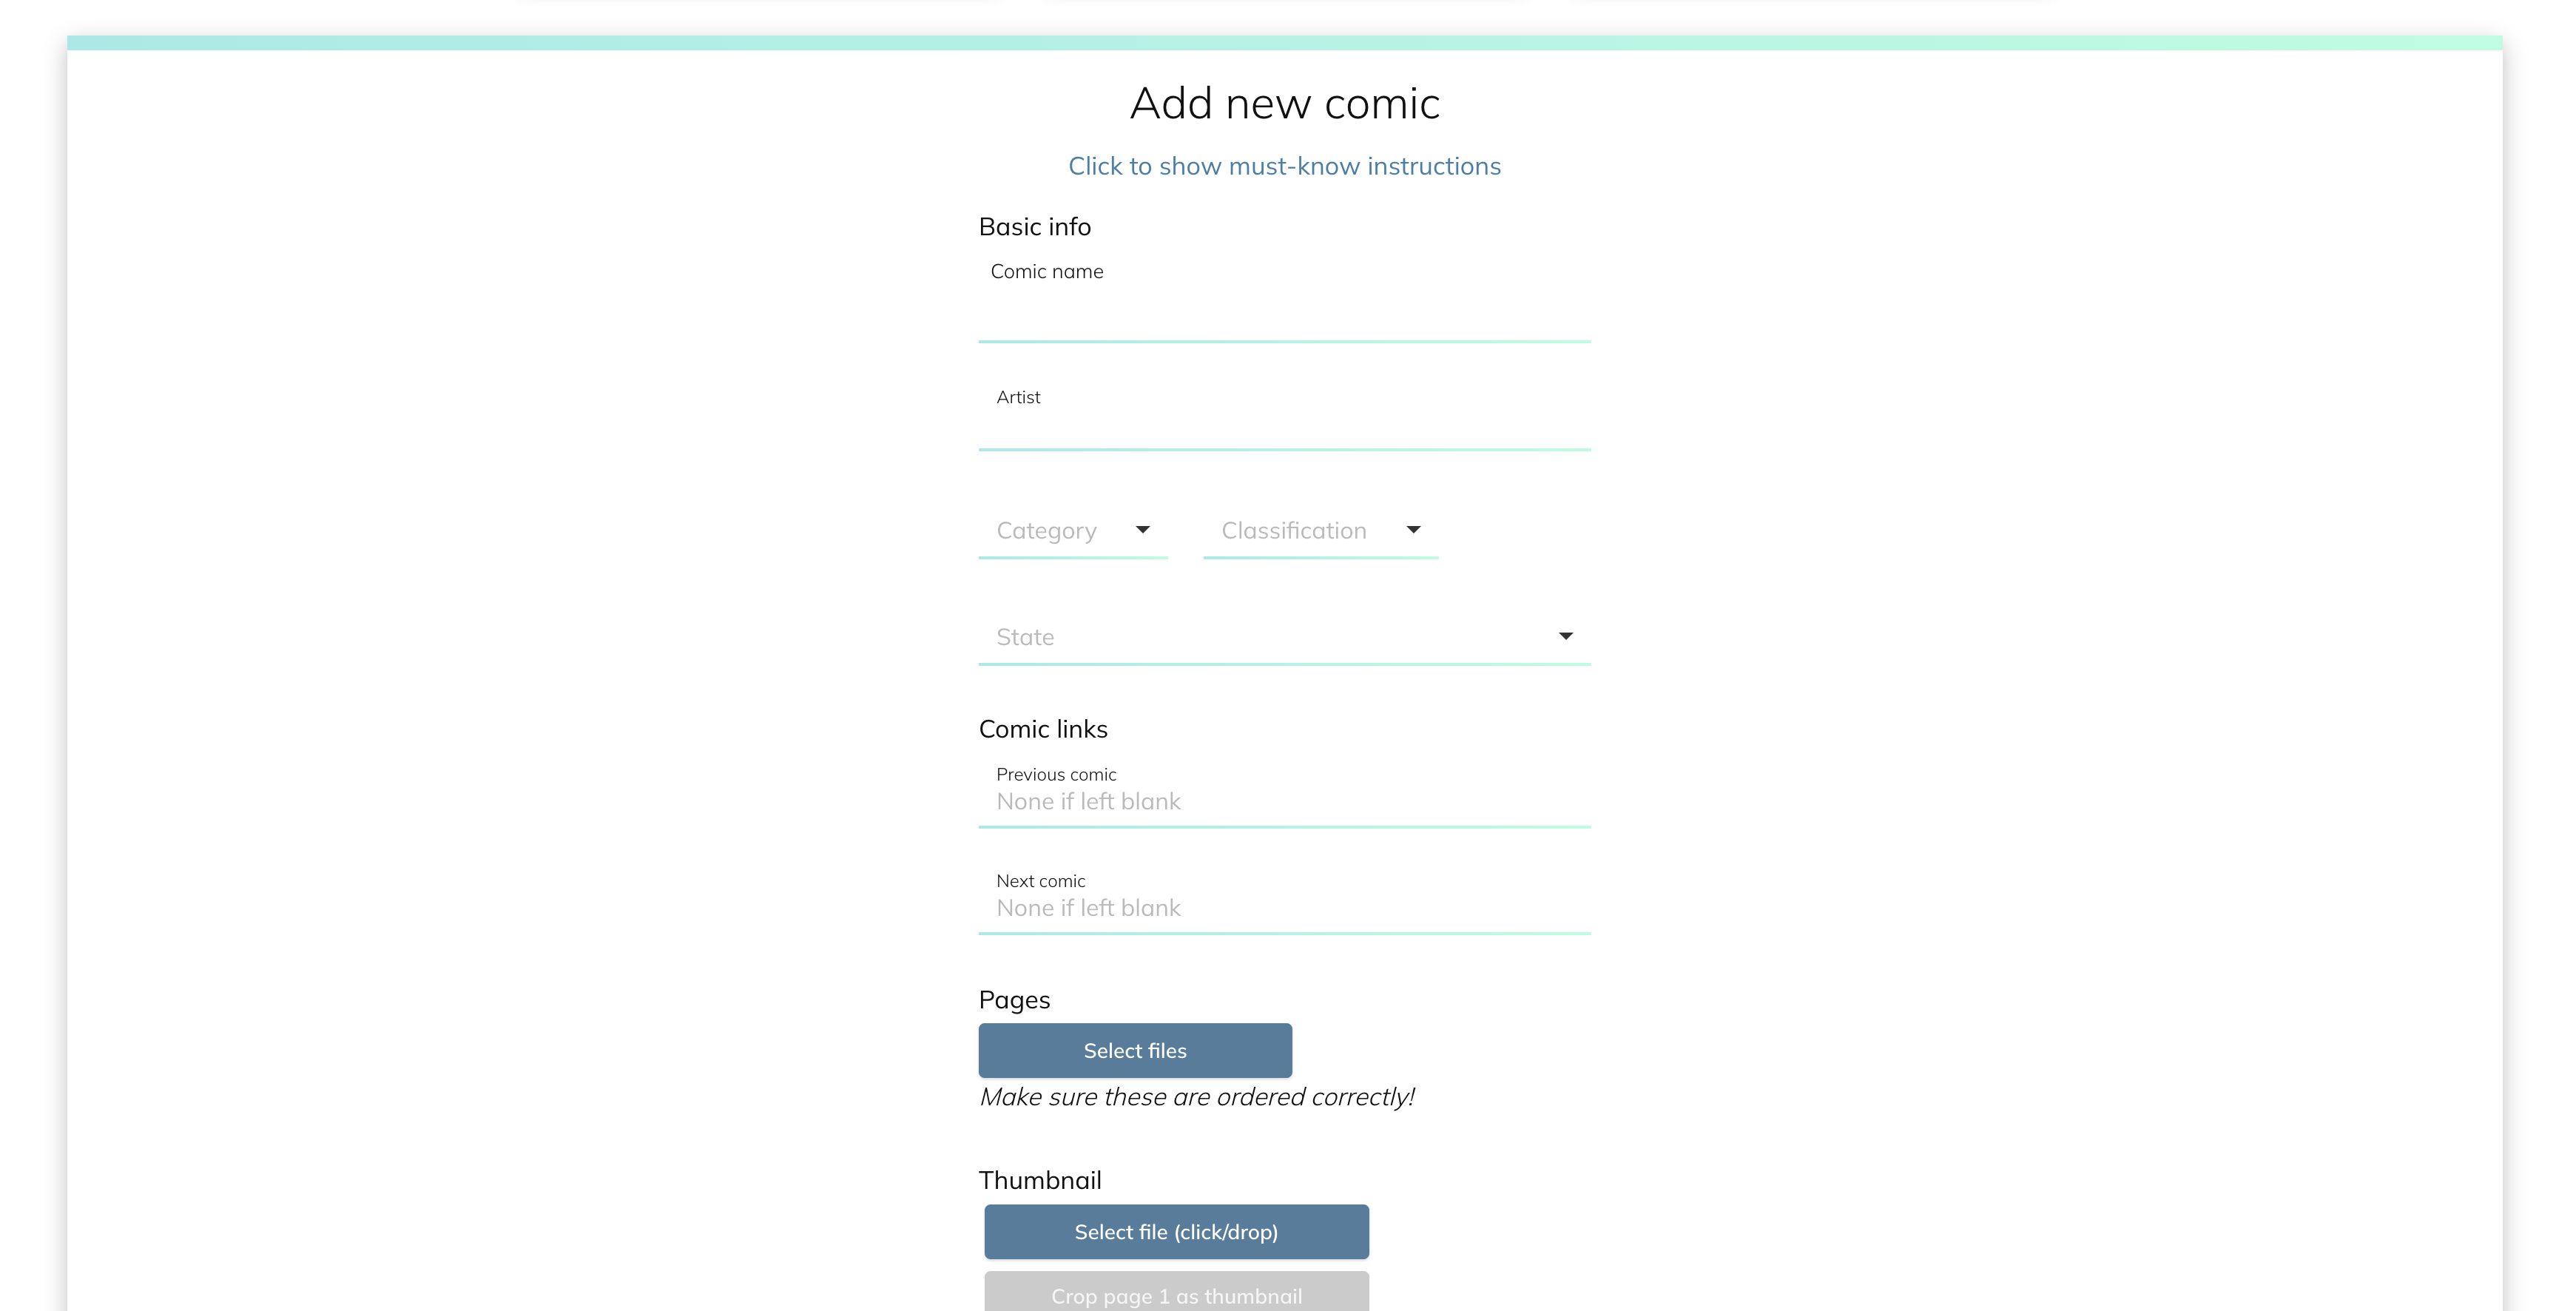 Add new comic
Click to show must-know instructions
Basic info
Comic name
Artist
Category
Classification
State
Comic links
Previous comic
None if left blank
Next comic
None if left blank
Pages
Select files
Make sure these are ordered correctly!
Thumbnail
Select file (click/drop)
Crop page 1 as thumbnail